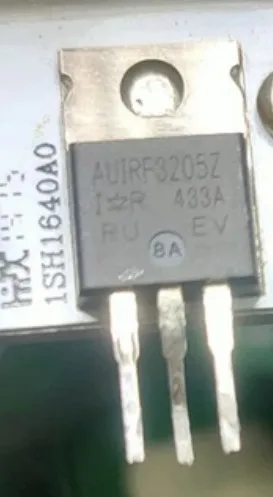 AUIRF3205Z
I R 433A
RU EV
8A
1SH1640A0